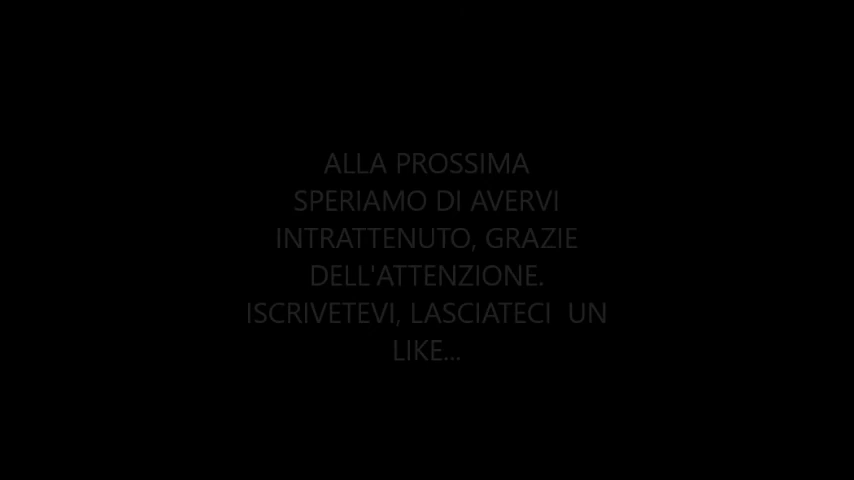 ALLA PROSSIMA
SPERIAMO DI AVERVI
INTRATTENUTO, GRAZIE
DELL'ATTENZIONE.
ISCRIVETEVI, LASCIATECI  UN
LIKE...